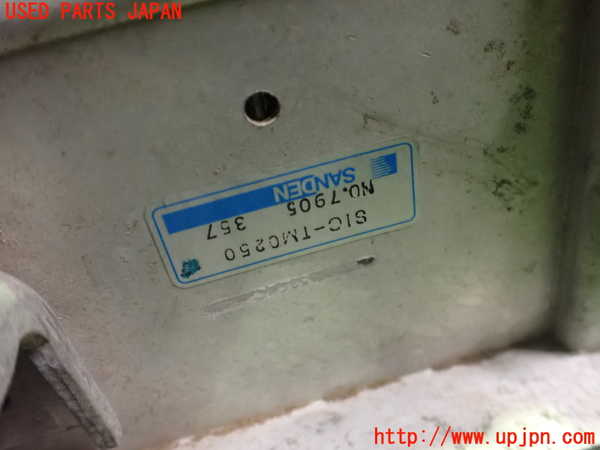 USED PARTS JAPAN
SIC-TM0250
357
NO.7905
SANDEN
http://www.upjpn.com/